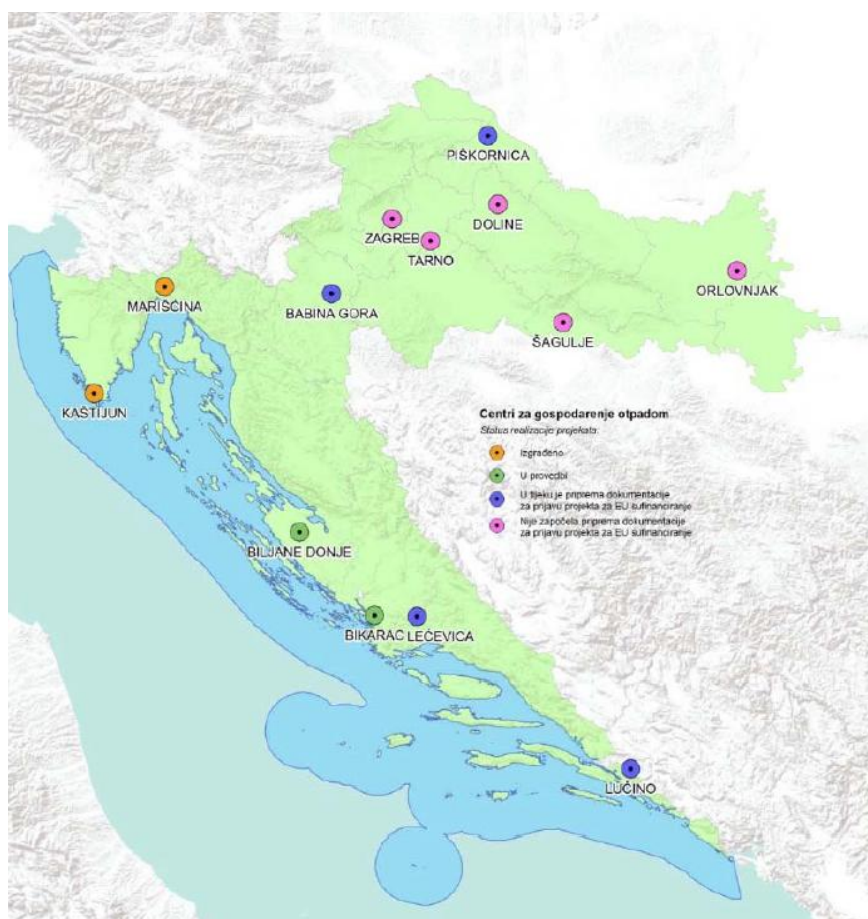 PIŠKORNICA
DOLINE
ZAGREB
TARNO
ORLOVNJAK
MARIŠĆINA
BABINA GORA
ŠAGULJE
KAŠTIJUN
Centri za gospodarenje otpadom
Status realizacije projekata:
Izgrađeno
U provedbi
U tijeku je priprema dokumentacije
za prijavu projekta za EU sufinanciranje
Nije započela priprema dokumentacije
za prijavu projekta za EU sufinanciranje
BILJANE DONJE
BIKARAC
LEĆEVICA
LUČINO